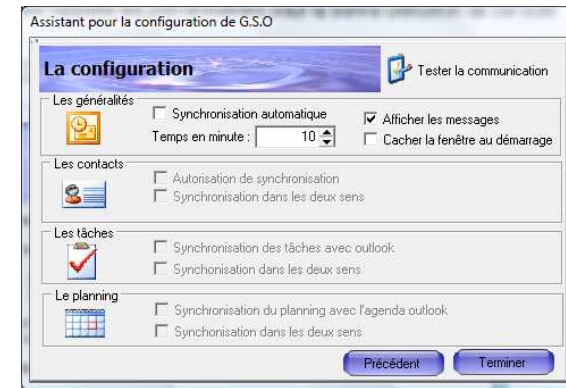 Assistant pour la configuration de G.S.O
La configuration
Tester la communication
Les généralités
Synchronisation automatique
Afficher les messages
Temps en minute : 10
Cacher la fenêtre au démarrage
Les contacts
Autorisation de synchronisation
Synchronisation dans les deux sens
Les tâches
Synchronisation des tâches avec outlook
Synchonisation dans les deux sens
Le planning
Synchronisation du planning avec l'agenda outlook
Synchonisation dans les deux sens
Précédent
Terminer